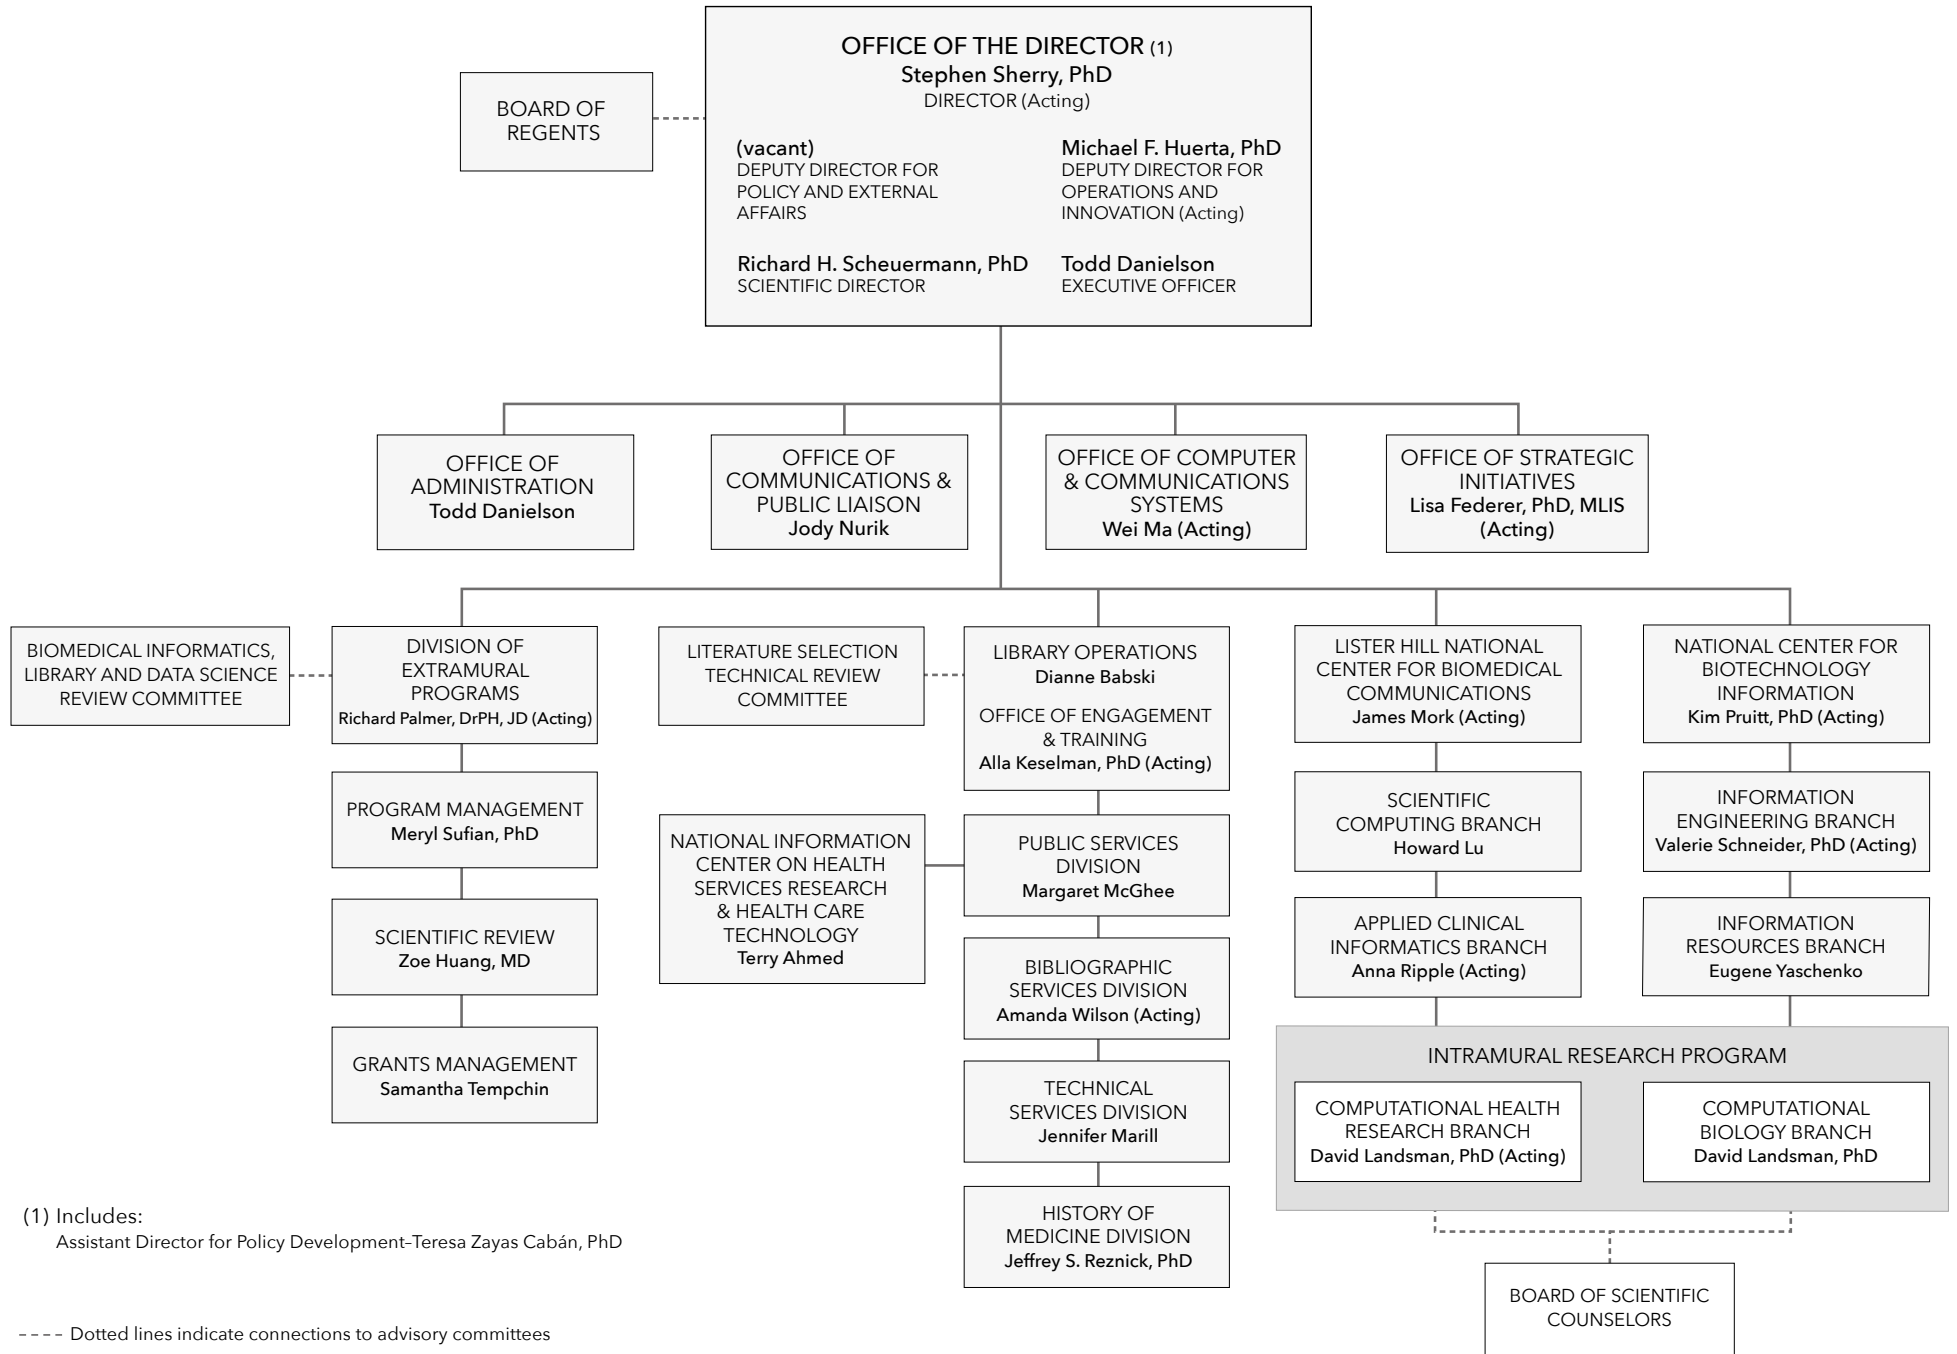 OFFICE OF THE DIRECTOR (1)
Stephen Sherry, PhD
DIRECTOR (Acting)
(vacant)
DEPUTY DIRECTOR FOR
POLICY AND EXTERNAL
AFFAIRS
Michael F. Huerta, PhD
DEPUTY DIRECTOR FOR
OPERATIONS AND
INNOVATION (Acting)
Richard H. Scheuermann, PhD
SCIENTIFIC DIRECTOR
Todd Danielson
EXECUTIVE OFFICER
BOARD OF
REGENTS
OFFICE OF
ADMINISTRATION
Todd Danielson
OFFICE OF
COMMUNICATIONS &
PUBLIC LIAISON
Jody Nurik
OFFICE OF COMPUTER
& COMMUNICATIONS
SYSTEMS
Wei Ma (Acting)
OFFICE OF STRATEGIC
INITIATIVES
Lisa Federer, PhD, MLIS
(Acting)
BIOMEDICAL INFORMATICS,
LIBRARY AND DATA SCIENCE
REVIEW COMMITTEE
DIVISION OF
EXTRAMURAL
PROGRAMS
Richard Palmer, DrPH, JD (Acting)
PROGRAM MANAGEMENT
Meryl Sufian, PhD
SCIENTIFIC REVIEW
Zoe Huang, MD
GRANTS MANAGEMENT
Samantha Tempchin
LITERATURE SELECTION
TECHNICAL REVIEW
COMMITTEE
LIBRARY OPERATIONS
Dianne Babski
OFFICE OF ENGAGEMENT
& TRAINING
Alla Keselman, PhD (Acting)
NATIONAL INFORMATION
CENTER ON HEALTH
SERVICES RESEARCH
& HEALTH CARE
TECHNOLOGY
Terry Ahmed
PUBLIC SERVICES
DIVISION
Margaret McGhee
BIBLIOGRAPHIC
SERVICES DIVISION
Amanda Wilson (Acting)
TECHNICAL
SERVICES DIVISION
Jennifer Marill
HISTORY OF
MEDICINE DIVISION
Jeffrey S. Reznick, PhD
LISTER HILL NATIONAL
CENTER FOR BIOMEDICAL
COMMUNICATIONS
James Mork (Acting)
SCIENTIFIC
COMPUTING BRANCH
Howard Lu
APPLIED CLINICAL
INFORMATICS BRANCH
Anna Ripple (Acting)
NATIONAL CENTER FOR
BIOTECHNOLOGY
INFORMATION
Kim Pruitt, PhD (Acting)
INFORMATION
ENGINEERING BRANCH
Valerie Schneider, PhD (Acting)
INFORMATION
RESOURCES BRANCH
Eugene Yaschenko
INTRAMURAL RESEARCH PROGRAM
COMPUTATIONAL HEALTH
RESEARCH BRANCH
David Landsman, PhD (Acting)
COMPUTATIONAL
BIOLOGY BRANCH
David Landsman, PhD
BOARD OF SCIENTIFIC
COUNSELORS
(1) Includes:
Assistant Director for Policy Development–Teresa Zayas Cabán, PhD
---- Dotted lines indicate connections to advisory committees